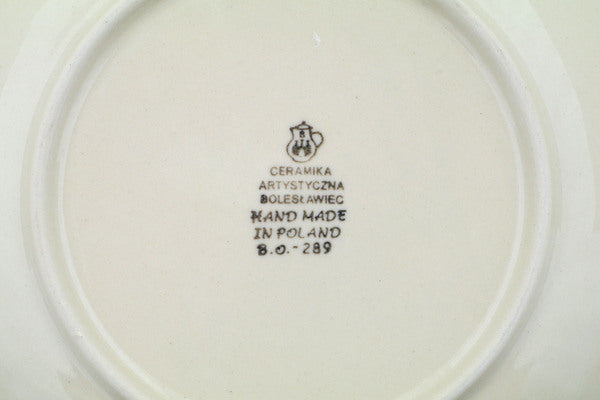 B
CERAMIKA
ARTYSTYCZNA
BOLESŁAWIEC
HAND MADE
IN POLAND
B.O.-289